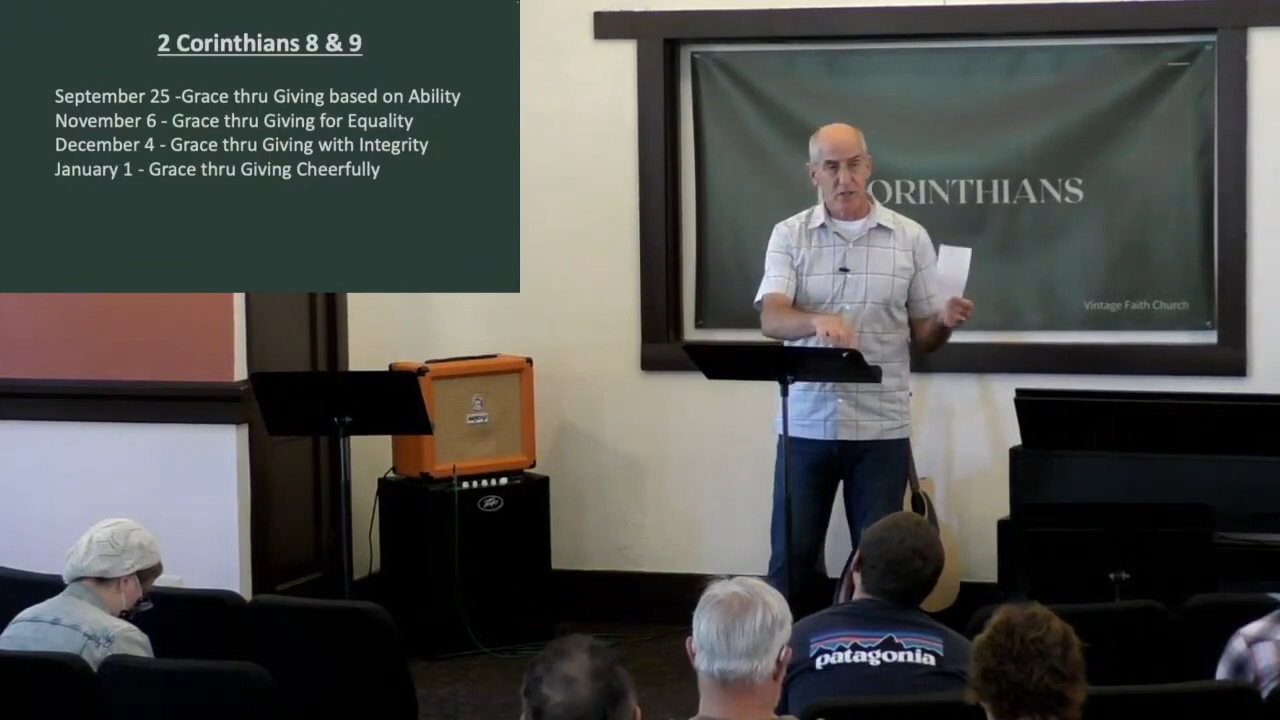 2 Corinthians 8 & 9
September 25 -Grace thru Giving based on Ability
November 6 - Grace thru Giving for Equality
December 4 - Grace thru Giving with Integrity
January 1 - Grace thru Giving Cheerfully
ORINTHIANS
Vintage Faith Church
PEAVEY
patagonia